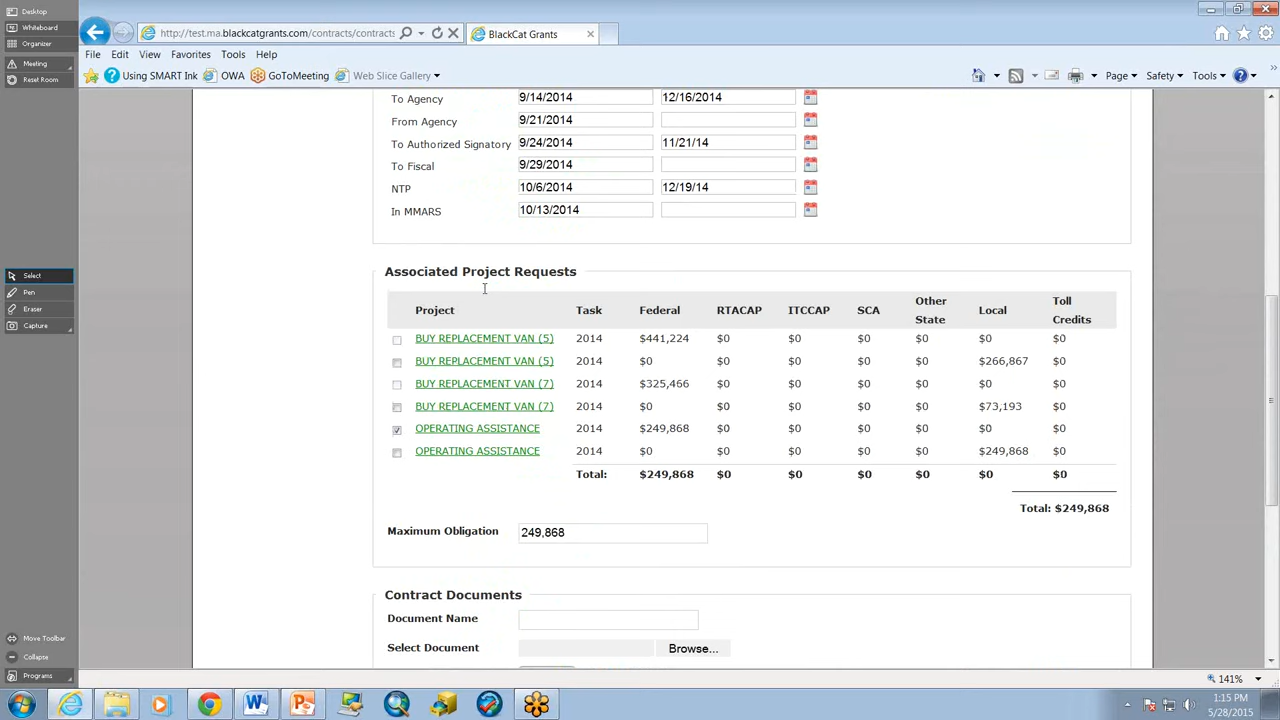 Desktop
Whiteboard
Organizer
Meeting
Reset Room
Select
Pen
Eraser
Capture
Move Toolbar
Collapse
Programs
http://test.ma.blackcatgrants.com/contracts/contracts
BlackCat Grants
File Edit View Favorites Tools Help
Using SMART Ink OWA GoToMeeting Web Slice Gallery
Page Safety Tools
To Agency 9/14/2014 12/16/2014
From Agency 9/21/2014
To Authorized Signatory 9/24/2014 11/21/14
To Fiscal 9/29/2014
NTP 10/6/2014 12/19/14
In MMARS 10/13/2014
Associated Project Requests
Project Task Federal RTACAP ITCCAP SCA Other State Local Toll Credits
BUY REPLACEMENT VAN (5) 2014 $441,224 $0 $0 $0 $0 $0 $0
BUY REPLACEMENT VAN (5) 2014 $0 $0 $0 $0 $0 $266,867 $0
BUY REPLACEMENT VAN (7) 2014 $325,466 $0 $0 $0 $0 $0 $0
BUY REPLACEMENT VAN (7) 2014 $0 $0 $0 $0 $0 $73,193 $0
OPERATING ASSISTANCE 2014 $249,868 $0 $0 $0 $0 $0 $0
OPERATING ASSISTANCE 2014 $0 $0 $0 $0 $0 $249,868 $0
Total: $249,868 $0 $0 $0 $0 $0 $0
Total: $249,868
Maximum Obligation 249,868
Contract Documents
Document Name
Select Document Browse...
141%
1:15 PM
5/28/2015